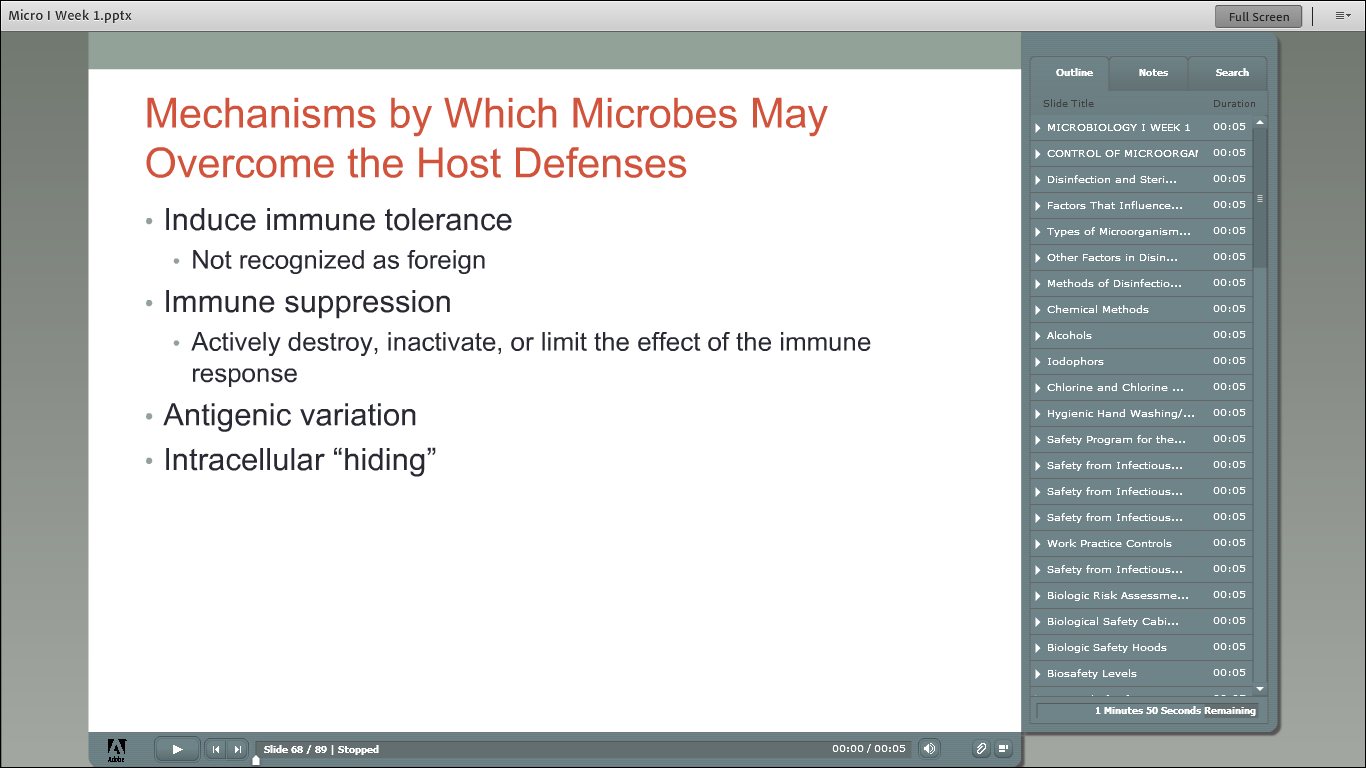 Micro I Week 1.pptx
Full Screen
Mechanisms by Which Microbes May
Overcome the Host Defenses
• Induce immune tolerance
• Not recognized as foreign
• Immune suppression
• Actively destroy, inactivate, or limit the effect of the immune
response
• Antigenic variation
• Intracellular “hiding”
Outline Notes Search
Slide Title Duration
MICROBIOLOGY I WEEK 1 00:05
CONTROL OF MICROORGAN 00:05
Disinfection and Steri... 00:05
Factors That Influence... 00:05
Types of Microorganism... 00:05
Other Factors in Disin... 00:05
Methods of Disinfectio... 00:05
Chemical Methods 00:05
Alcohols 00:05
Iodophors 00:05
Chlorine and Chlorine ... 00:05
Hygienic Hand Washing/... 00:05
Safety Program for the... 00:05
Safety from Infectious... 00:05
Safety from Infectious... 00:05
Safety from Infectious... 00:05
Work Practice Controls 00:05
Safety from Infectious... 00:05
Biologic Risk Assessme... 00:05
Biological Safety Cabi... 00:05
Biologic Safety Hoods 00:05
Biosafety Levels 00:05
1 Minutes 50 Seconds Remaining
Adobe
Slide 68 / 89 | Stopped 00:00 / 00:05